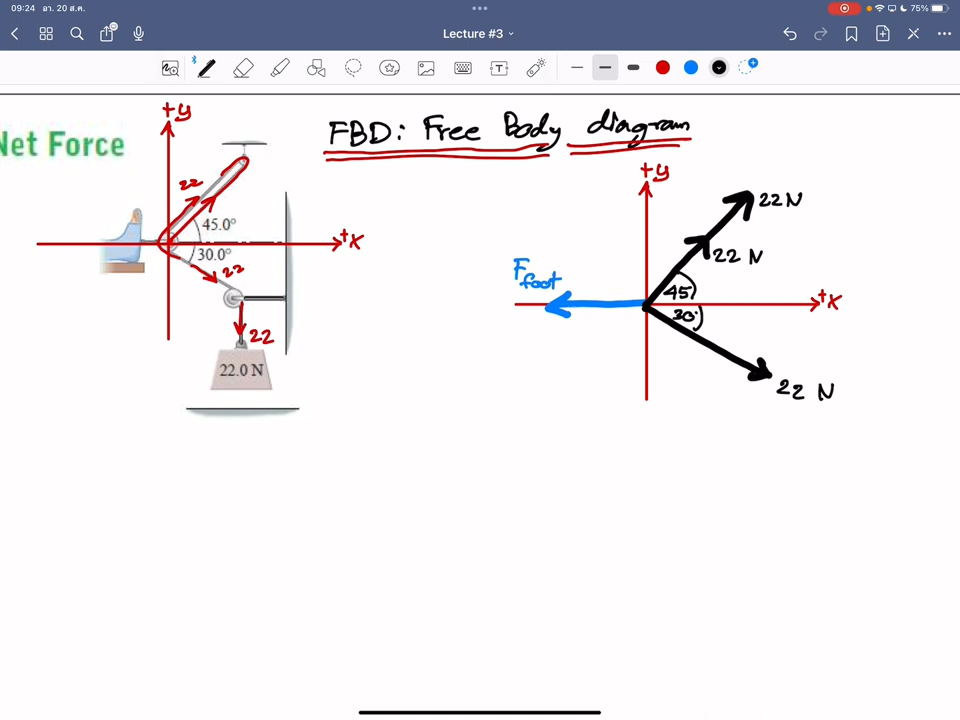 09:24 อา. 20 ส.ค.
75%
Lecture #3
Net Force
FBD: Free Body diagram
+y
22
45.0°
+x
30.0°
22
22
22.0 N
+y
22 N
22 N
F foot
45
+x
30°
22 N